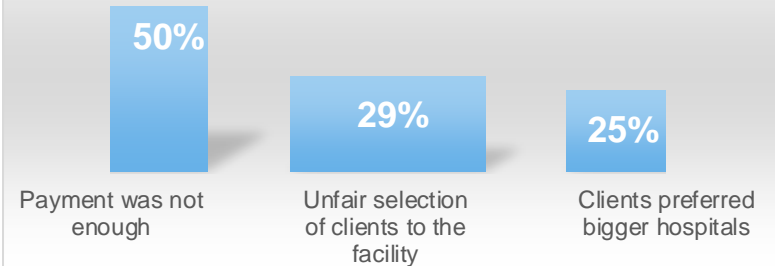 50%
29%
25%
Payment was not
enough
Unfair selection
of clients to the
facility
Clients preferred
bigger hospitals